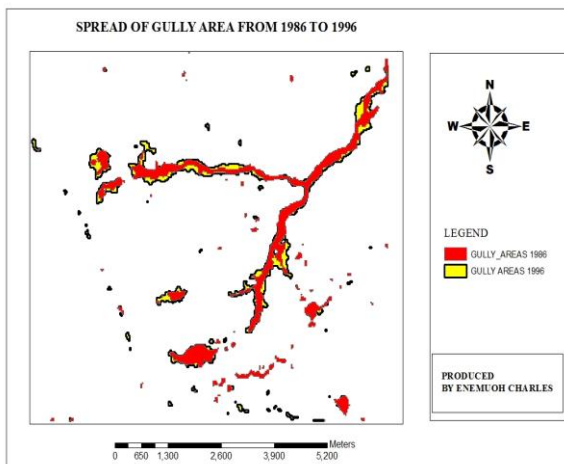 SPREAD OF GULLY AREA FROM 1986 TO 1996
N
W E
S
LEGEND
GULLY_AREAS 1986
GULLY AREAS 1996
PRODUCED
BY ENEMUOH CHARLES
Meters
0 650 1,300 2,600 3,900 5,200